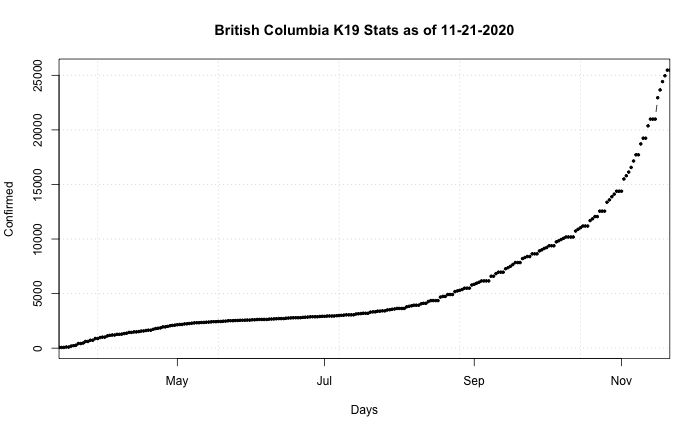 British Columbia K19 Stats as of 11-21-2020
25000
20000
15000
10000
5000
0
Confirmed
May Jul Sep Nov
Days